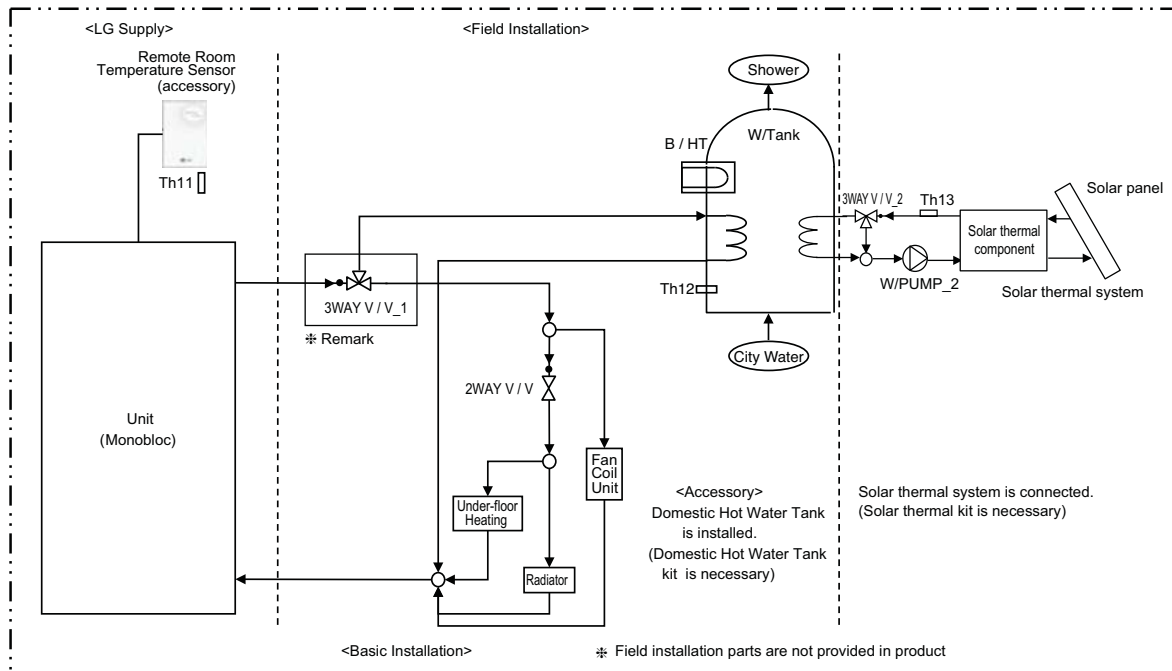 <LG Supply>
<Field Installation>
Remote Room
Temperature Sensor
(accessory)
Th11
Shower
W/Tank
B / HT
3WAY V / V_2
Th13
Solar panel
Solar thermal
component
W/PUMP_2
Solar thermal system
3WAY V / V_1
❈ Remark
Th12
City Water
2WAY V / V
Unit
(Monobloc)
Fan
Coil
Unit
Under-floor
Heating
Radiator
<Accessory>
Domestic Hot Water Tank
is installed.
(Domestic Hot Water Tank
kit is necessary)
Solar thermal system is connected.
(Solar thermal kit is necessary)
<Basic Installation>
❈ Field installation parts are not provided in product